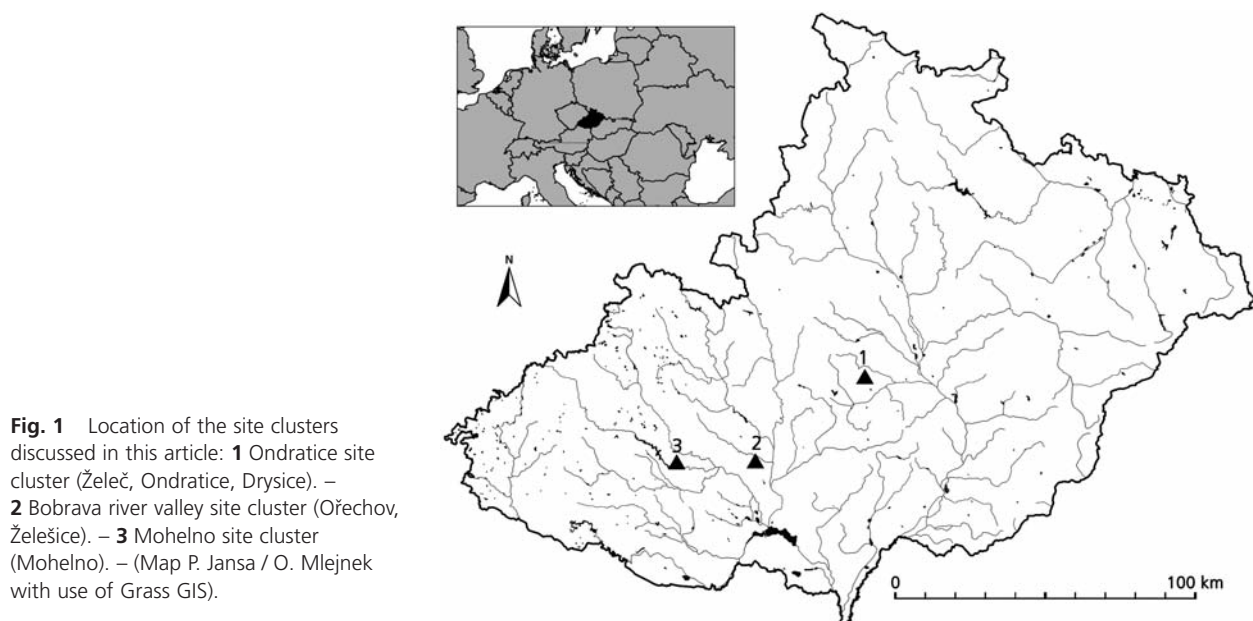 N
1
2
3
0 100 km
Fig. 1 Location of the site clusters
discussed in this article: 1 Ondratice site
cluster (Želeč, Ondratice, Drysice). –
2 Bobrava river valley site cluster (Ořechov,
Želešice). – 3 Mohelno site cluster
(Mohelno). – (Map P. Jansa / O. Mlejnek
with use of Grass GIS).